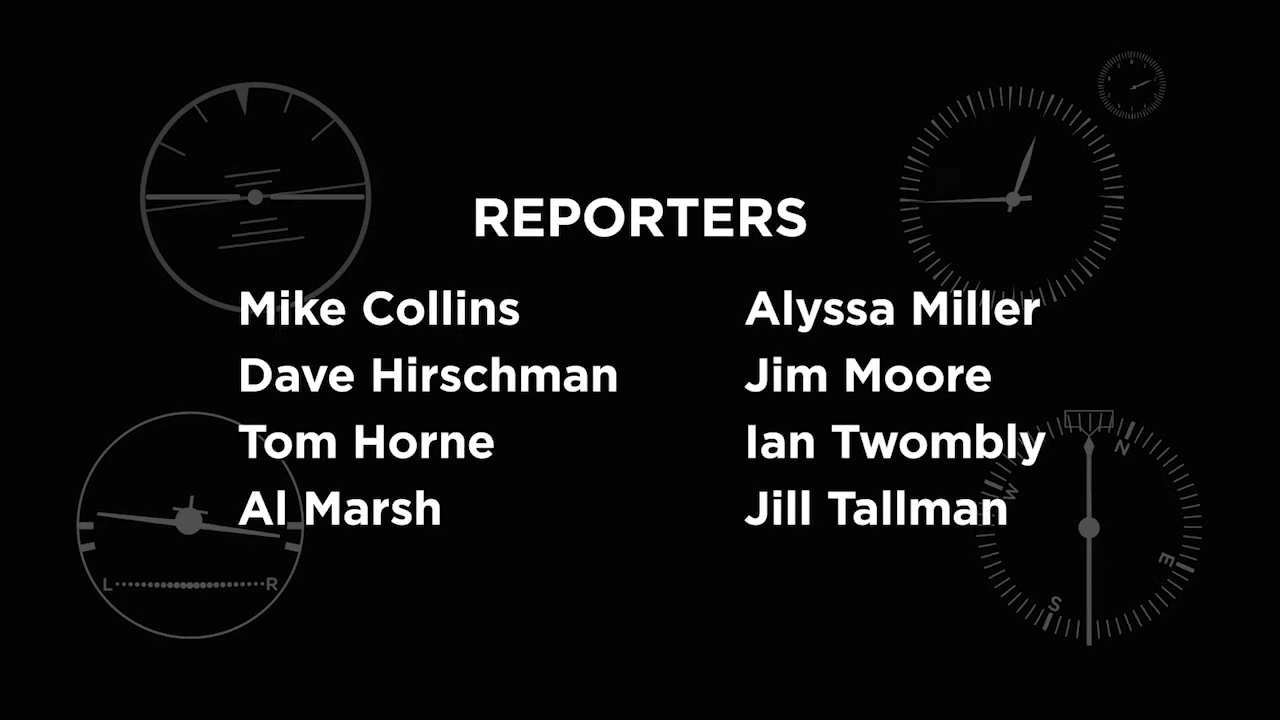 REPORTERS
Mike Collins
Dave Hirschman
Tom Horne
Al Marsh
Alyssa Miller
Jim Moore
Ian Twombly
Jill Tallman
L R
N
W
E
S